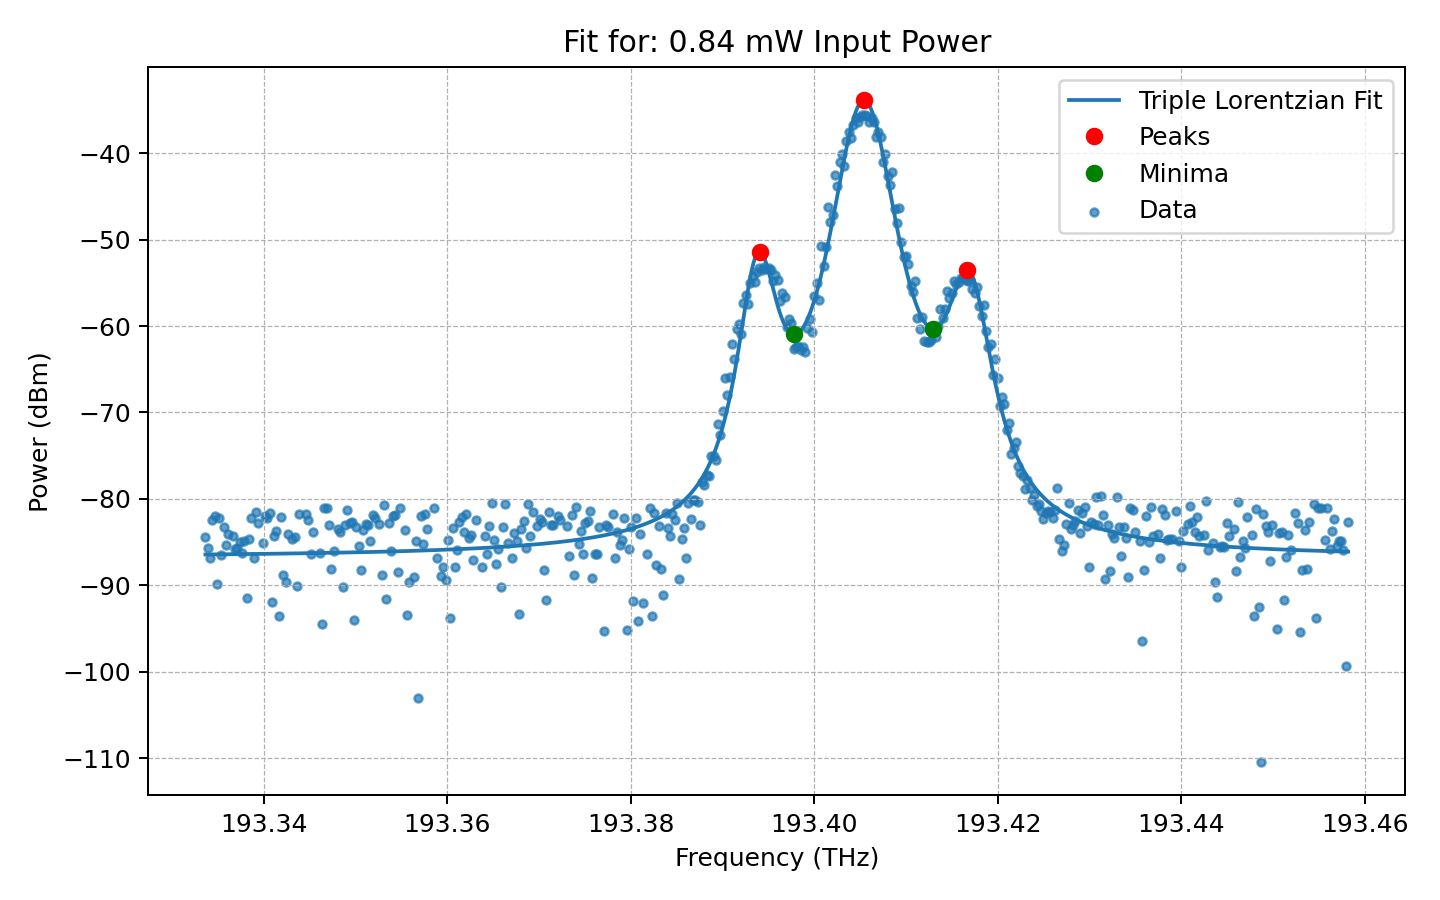 Fit for: 0.84 mW Input Power
Triple Lorentzian Fit
Peaks
Minima
Data
Power (dBm)
−40
−50
−60
−70
−80
−90
−100
−110
193.34 193.36 193.38 193.40 193.42 193.44 193.46
Frequency (THz)